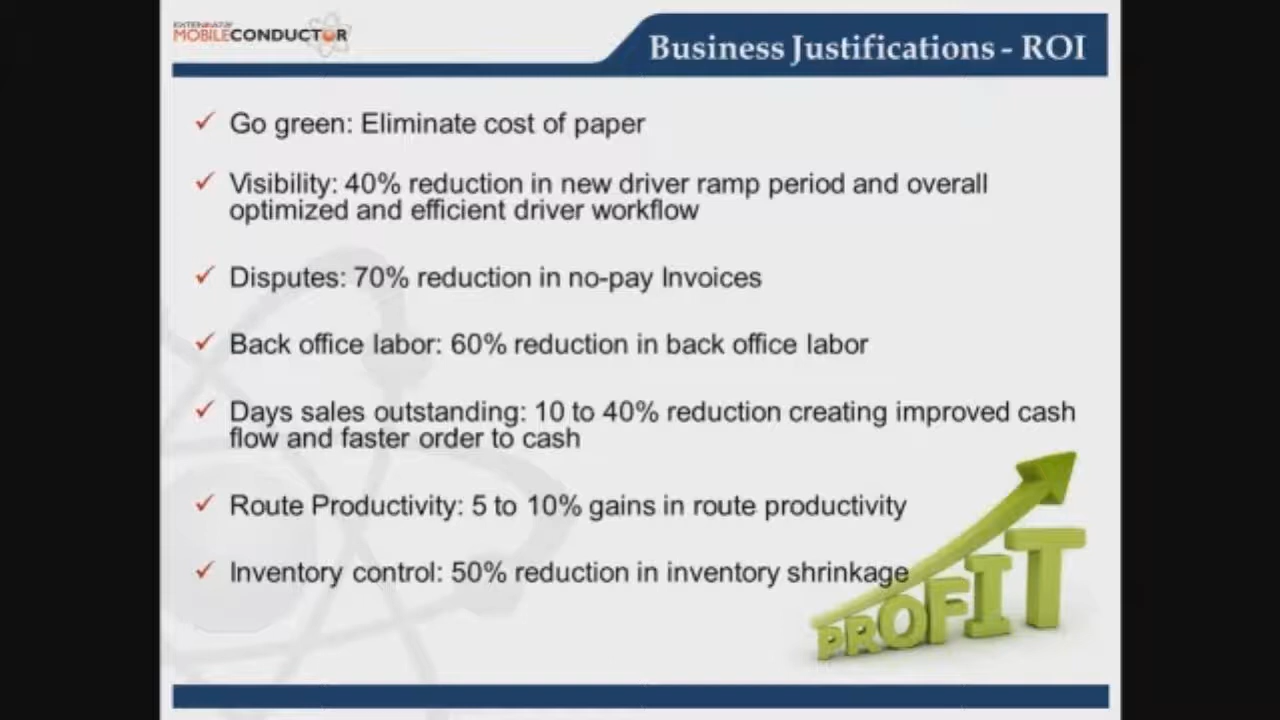 MOBILECONDUCTOR
Business Justifications - ROI
✓ Go green: Eliminate cost of paper
✓ Visibility: 40% reduction in new driver ramp period and overall
optimized and efficient driver workflow
✓ Disputes: 70% reduction in no-pay Invoices
✓ Back office labor: 60% reduction in back office labor
✓ Days sales outstanding: 10 to 40% reduction creating improved cash
flow and faster order to cash
✓ Route Productivity: 5 to 10% gains in route productivity
✓ Inventory control: 50% reduction in inventory shrinkage
PROFIT